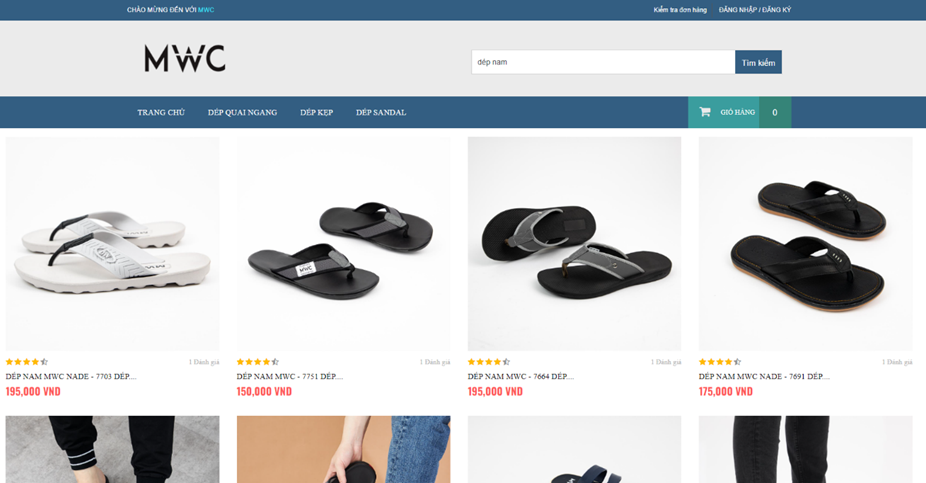 CHÀO MỪNG ĐẾN VỚI MWC
Kiểm tra đơn hàng
ĐĂNG NHẬP / ĐĂNG KÝ
MWC
dép nam
Tìm kiếm
TRANG CHỦ
DÉP QUAI NGANG
DÉP KẸP
DÉP SANDAL
GIỎ HÀNG
0
MWC
1 Đánh giá
1 Đánh giá
1 Đánh giá
1 Đánh giá
DÉP NAM MWC NADE - 7703 DÉP....
DÉP NAM MWC - 7751 DÉP....
DÉP NAM MWC - 7664 DÉP....
DÉP NAM MWC NADE - 7691 DÉP....
195,000 VND
150,000 VND
195,000 VND
175,000 VND